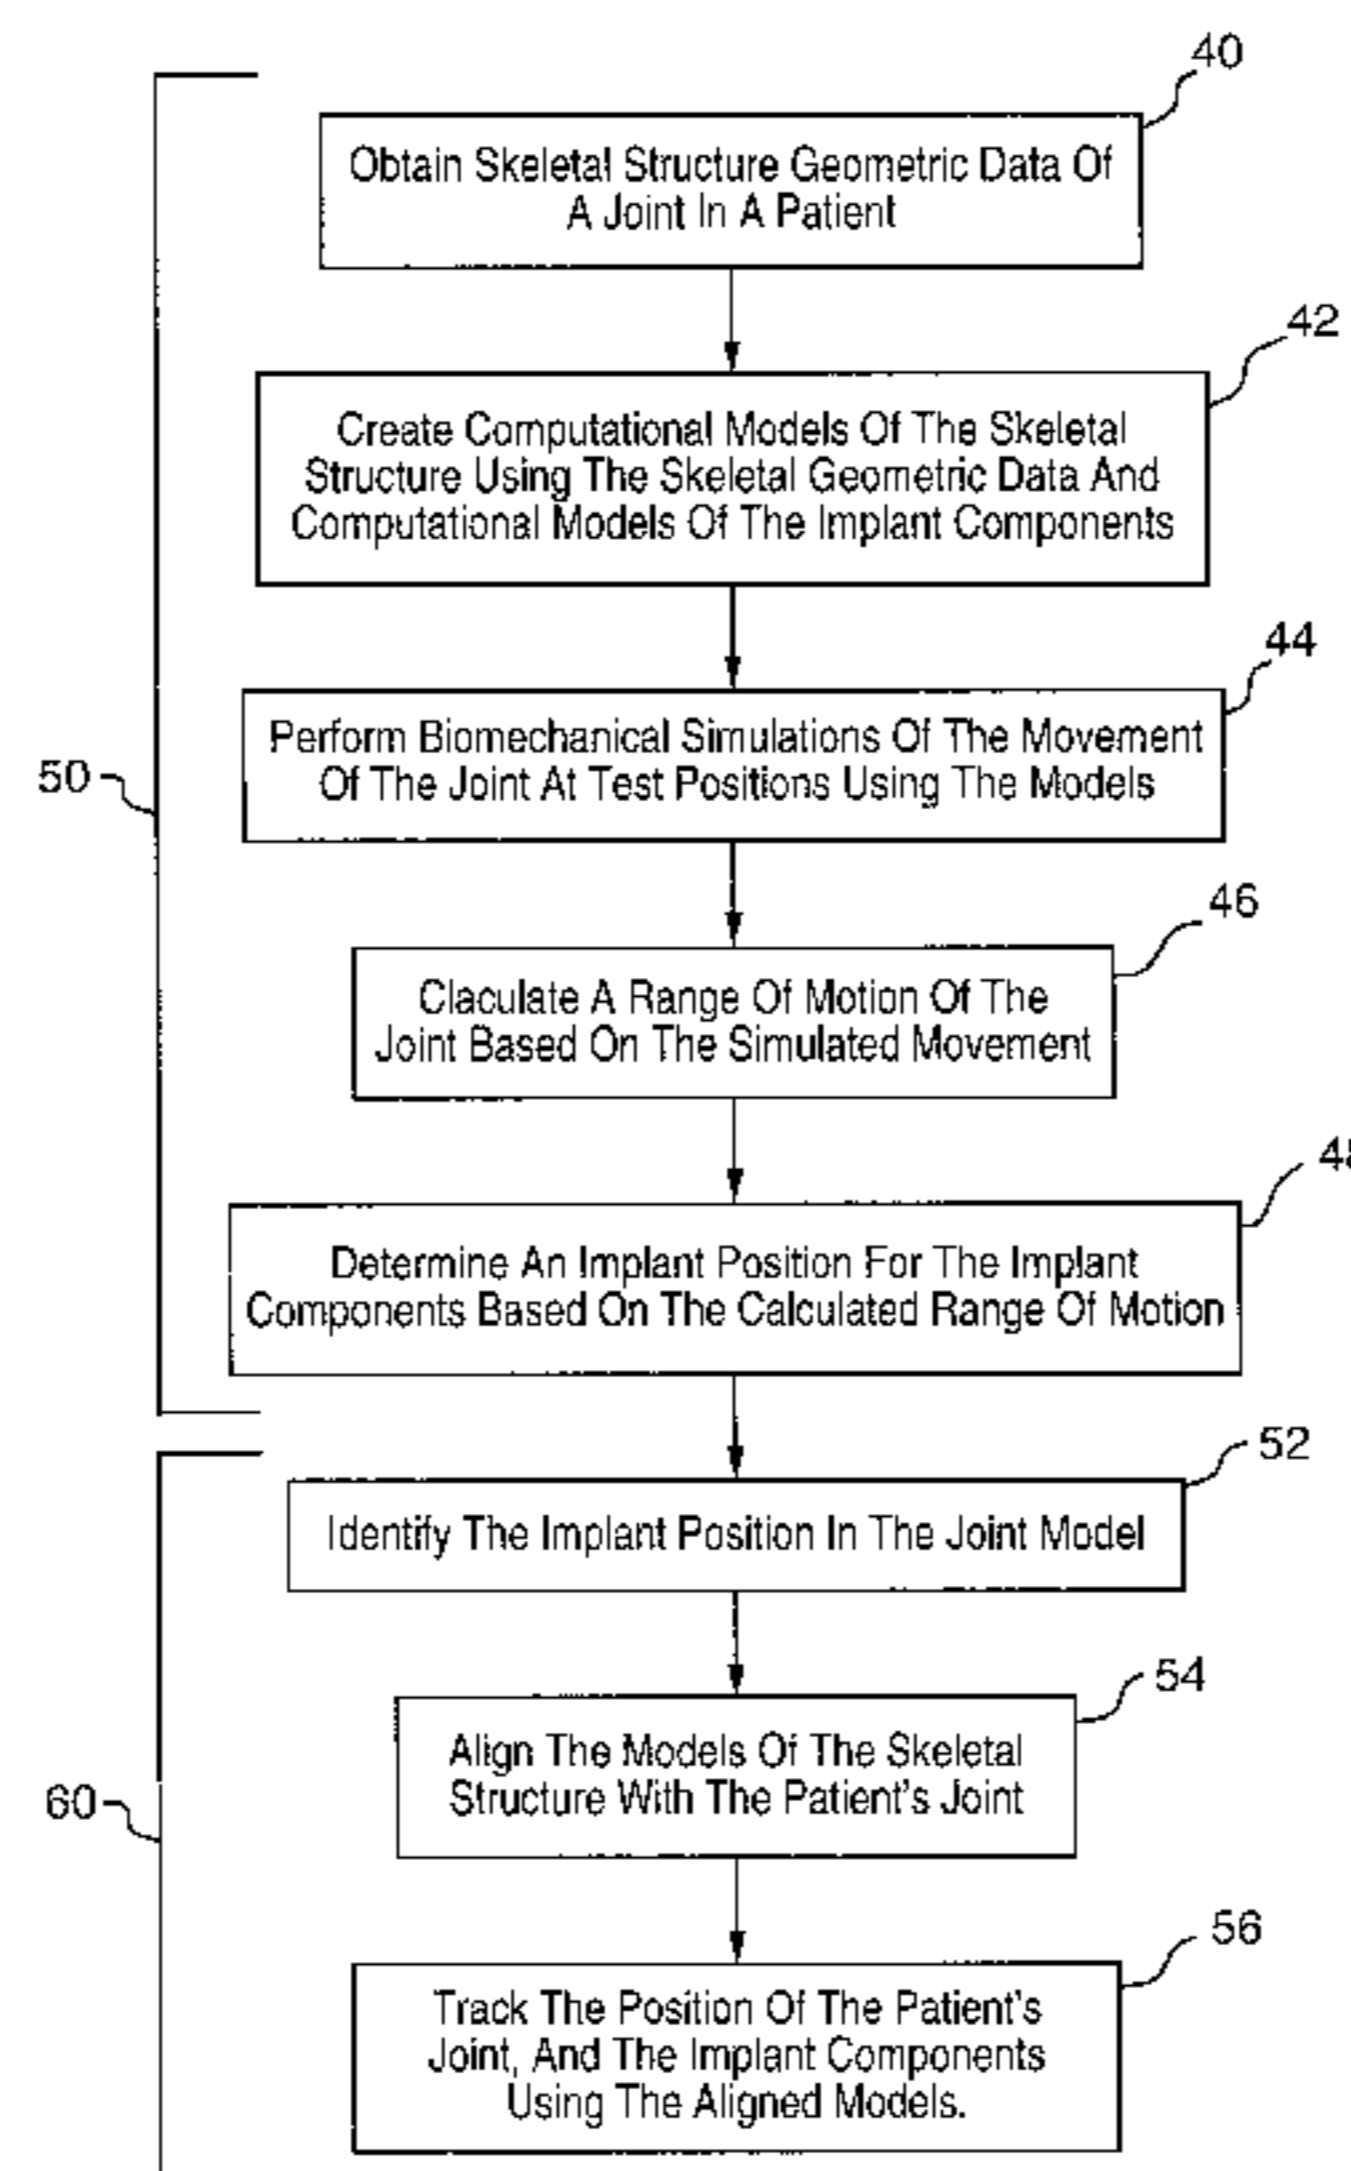 40
Obtain Skeletal Structure Geometric Data Of
A Joint In A Patient
42
Create Computational Models Of The Skeletal
Structure Using The Skeletal Geometric Data And
Computational Models Of The Implant Components
44
Perform Biomechanical Simulations Of The Movement
Of The Joint At Test Positions Using The Models
50
46
Claculate A Range Of Motion Of The
Joint Based On The Simulated Movement
Determine An Implant Position For The Implant
Components Based On The Calculated Range Of Motion
52
Identify The Implant Position In The Joint Model
54
Align The Models Of The Skeletal
Structure With The Patient's Joint
60
56
Track The Position Of The Patient's
Joint, And The Implant Components
Using The Aligned Models.